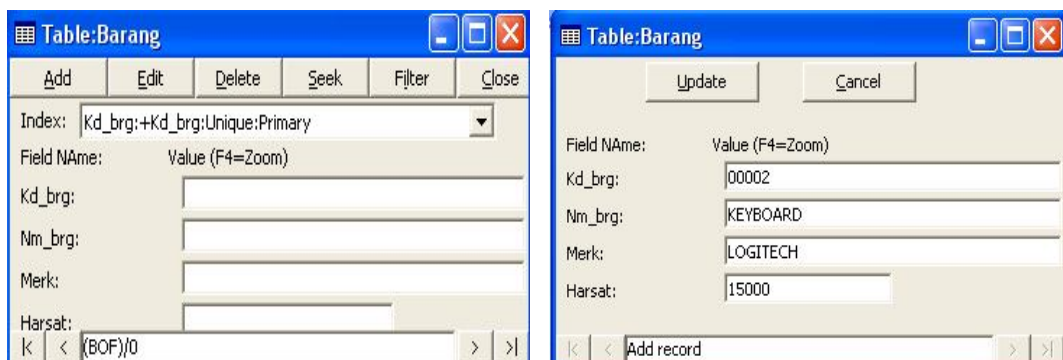 Table:Barang
Add Edit Delete Seek Filter Close
Index: Kd_brg:+Kd_brg:Unique:Primary
Field NAme: Value (F4=Zoom)
Kd_brg:
Nm_brg:
Merk:
Harsat:
(BOF)/0
Table:Barang
Update Cancel
Field NAme: Value (F4=Zoom)
Kd_brg: 00002
Nm_brg: KEYBOARD
Merk: LOGITECH
Harsat: 15000
Add record